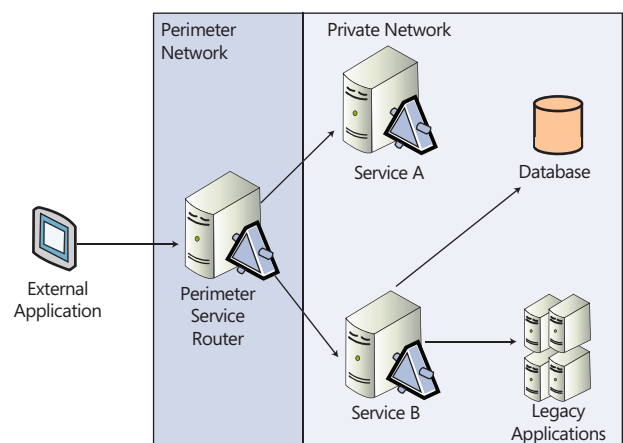 Perimeter
Network
Private Network
Service A
Database
External
Application
Perimeter
Service
Router
Service B
Legacy
Applications